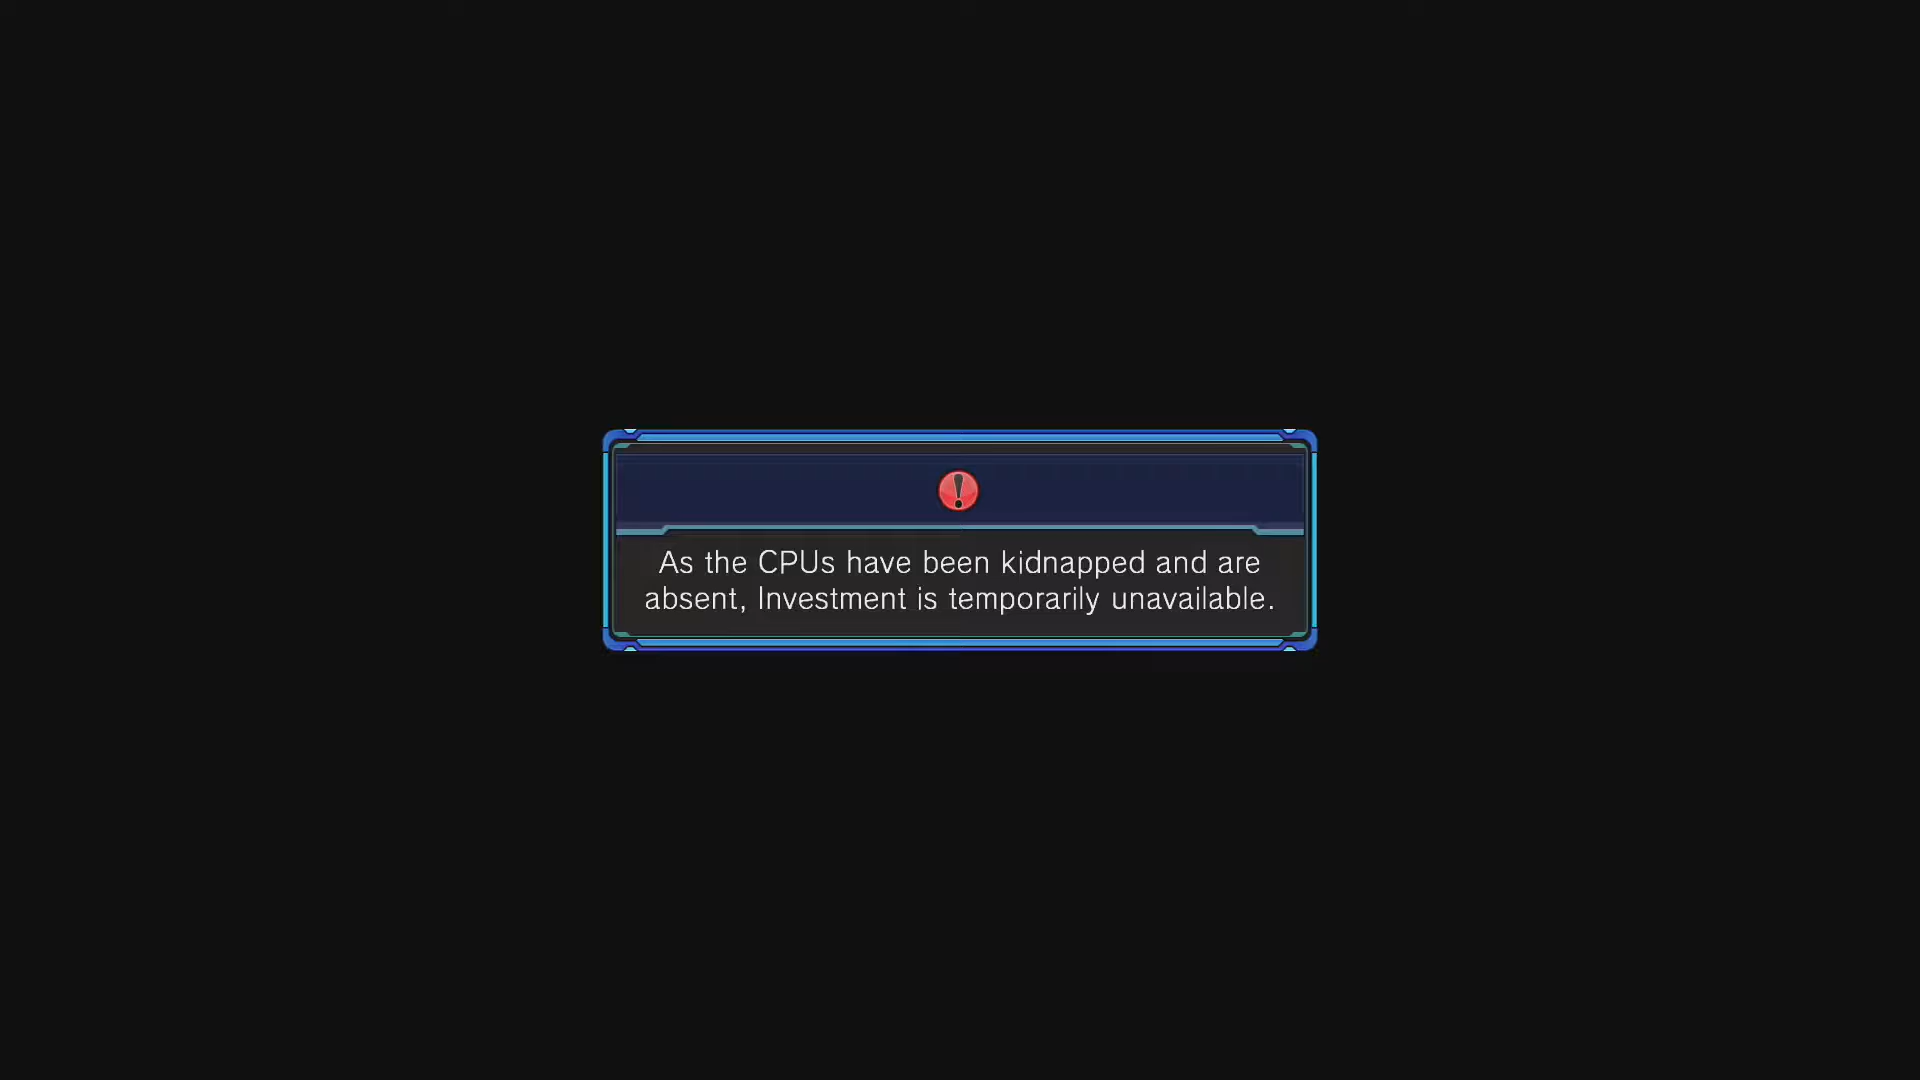 As the CPUs have been kidnapped and are
absent, Investment is temporarily unavailable.